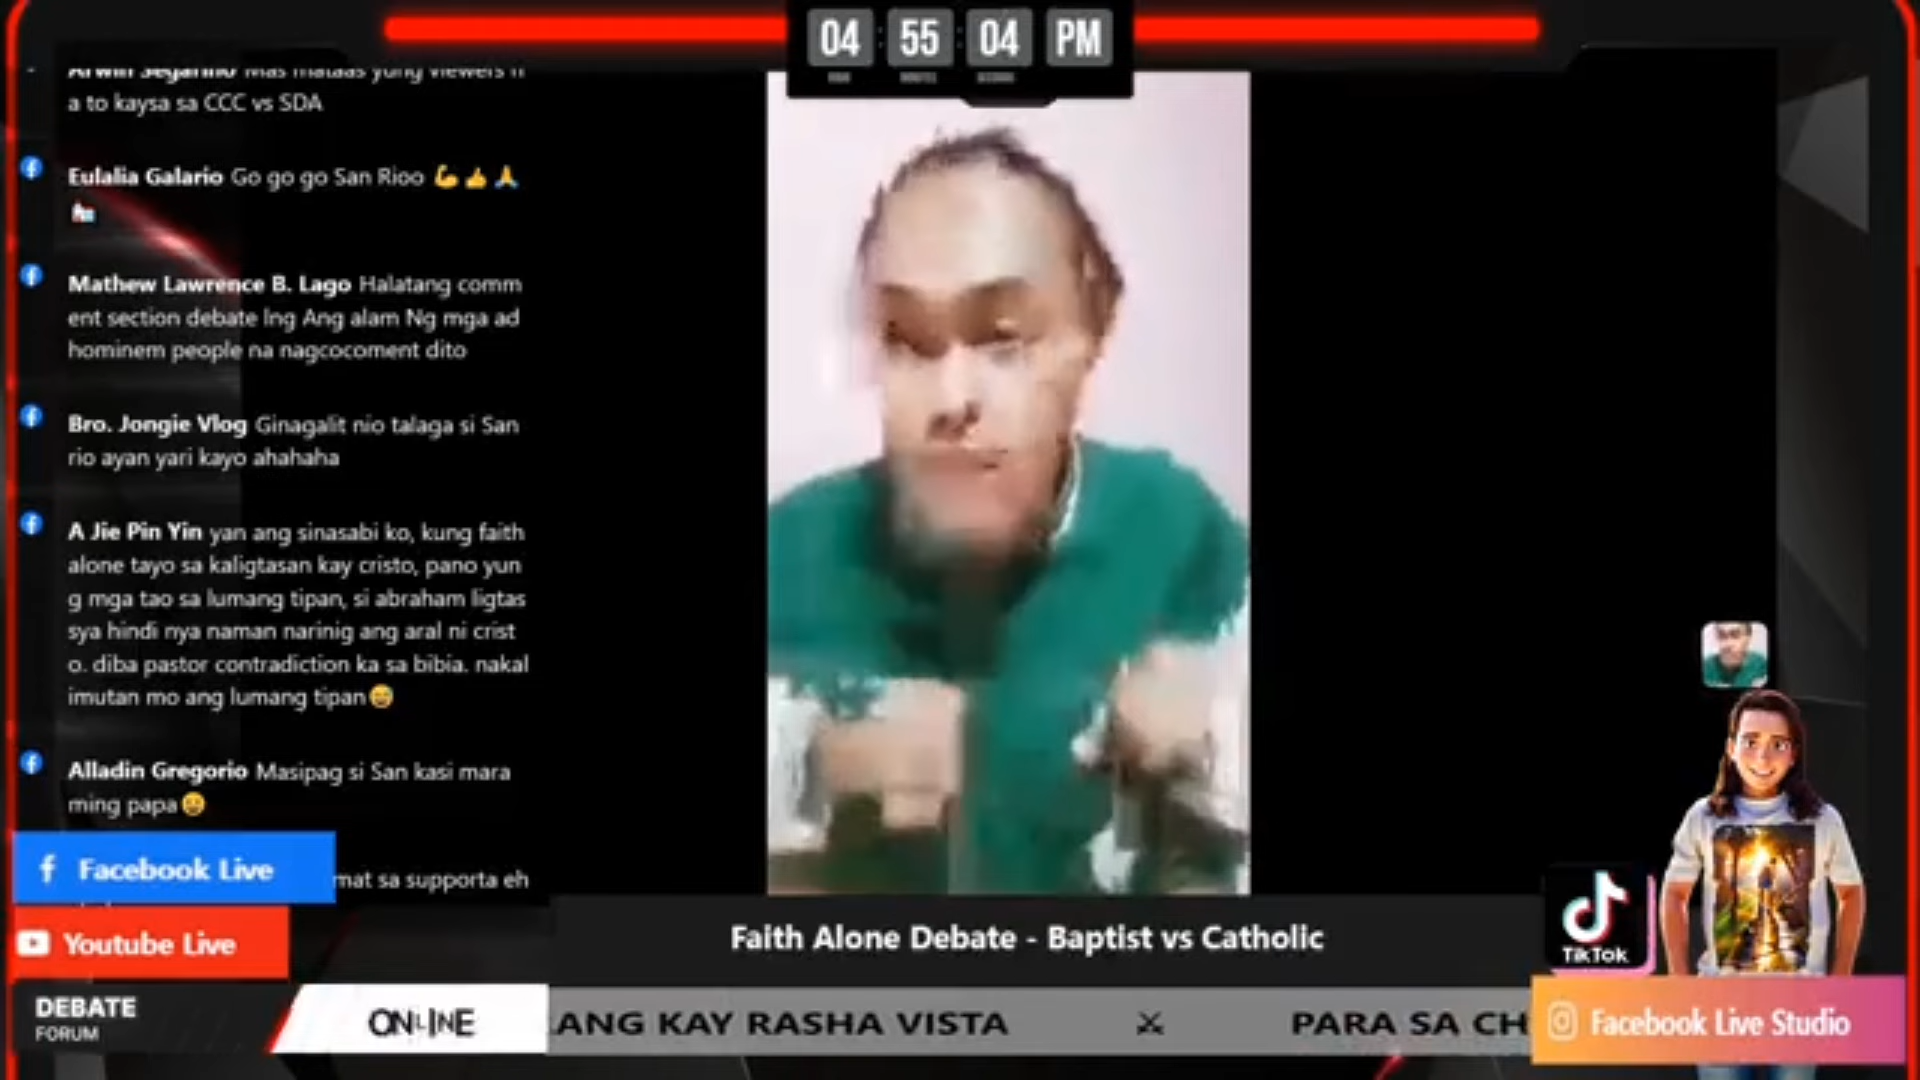 04 : 55 : 04 PM
Arwin Segarino Mas mataas yung viewers n
a to kaysa sa CCC vs SDA
Eulalia Galario Go go go San Rioo 💪👍🙏
Mathew Lawrence B. Lago Halatang comm
ent section debate lng Ang alam Ng mga ad
hominem people na nagcocoment dito
Bro. Jongie Vlog Ginagalit nio talaga si San
rio ayan yari kayo ahahaha
A Jie Pin Yin yan ang sinasabi ko, kung faith
alone tayo sa kaligtasan kay cristo, pano yun
g mga tao sa lumang tipan, si abraham ligtas
sya hindi nya naman narinig ang aral ni crist
o. diba pastor contradiction ka sa bibia. nakal
imutan mo ang lumang tipan😄
Alladin Gregorio Masipag si San kasi mara
ming papa😄
mat sa supporta eh
Facebook Live
Youtube Live
Faith Alone Debate - Baptist vs Catholic
TikTok
DEBATE
FORUM
ONLINE
ANG KAY RASHA VISTA
PARA SA CH
Facebook Live Studio